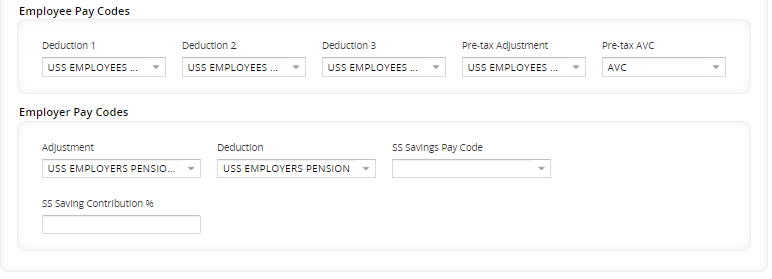 Employee Pay Codes
Deduction 1 Deduction 2 Deduction 3 Pre-tax Adjustment Pre-tax AVC
USS EMPLOYEES ... USS EMPLOYEES ... USS EMPLOYEES ... USS EMPLOYEES ... AVC
Employer Pay Codes
Adjustment Deduction SS Savings Pay Code
USS EMPLOYERS PENSIO... USS EMPLOYERS PENSION
SS Saving Contribution %